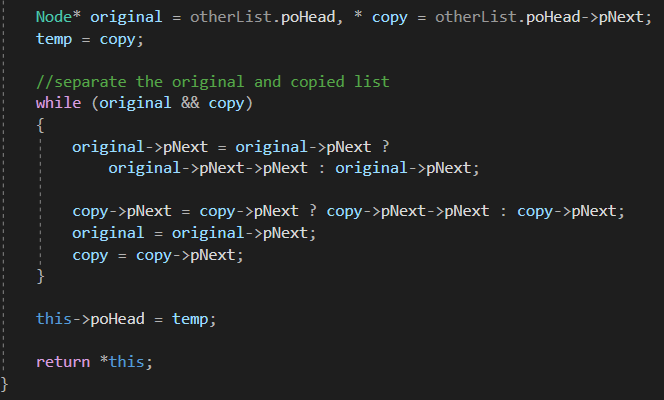 Node* original = otherList.poHead, * copy = otherList.poHead->pNext;
temp = copy;
//separate the original and copied list
while (original && copy)
{
original->pNext = original->pNext ?
original->pNext->pNext : original->pNext;
copy->pNext = copy->pNext ? copy->pNext->pNext : copy->pNext;
original = original->pNext;
copy = copy->pNext;
}
this->poHead = temp;
return *this;
}